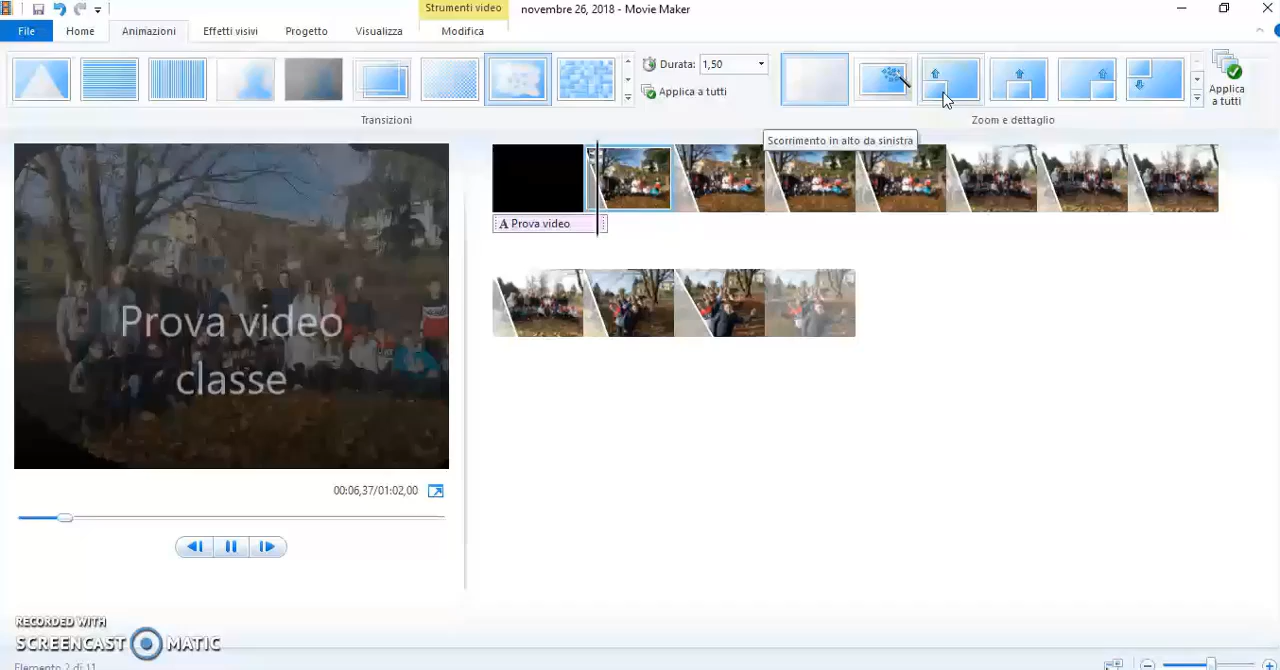 Strumenti video
novembre 26, 2018 - Movie Maker
File
Home
Animazioni
Effetti visivi
Progetto
Visualizza
Modifica
Durata:
1,50
Applica a tutti
Applica
a tutti
Transizioni
Zoom e dettaglio
Scorrimento in alto da sinistra
A Prova video
Prova video
classe
00:06,37/01:02,00
RECORDED WITH
SCREENCAST MATIC
Elemento 2 di 11